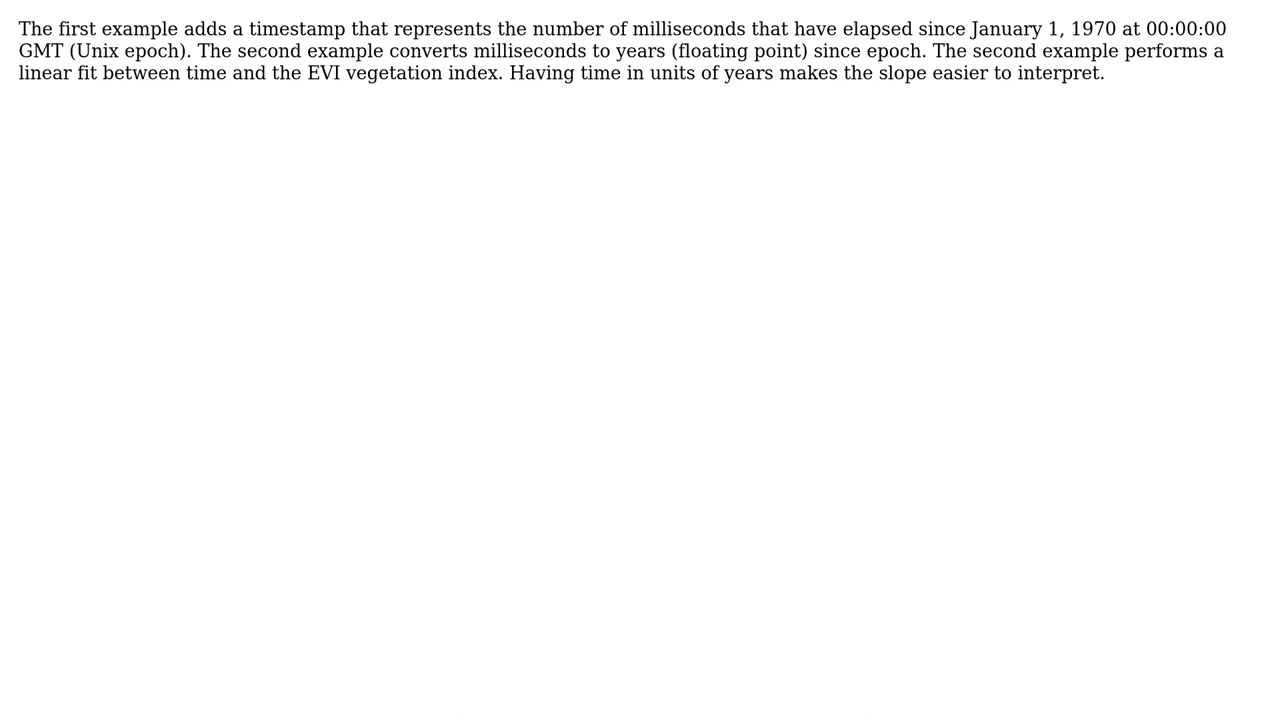 The first example adds a timestamp that represents the number of milliseconds that have elapsed since January 1, 1970 at 00:00:00
GMT (Unix epoch). The second example converts milliseconds to years (floating point) since epoch. The second example performs a
linear fit between time and the EVI vegetation index. Having time in units of years makes the slope easier to interpret.